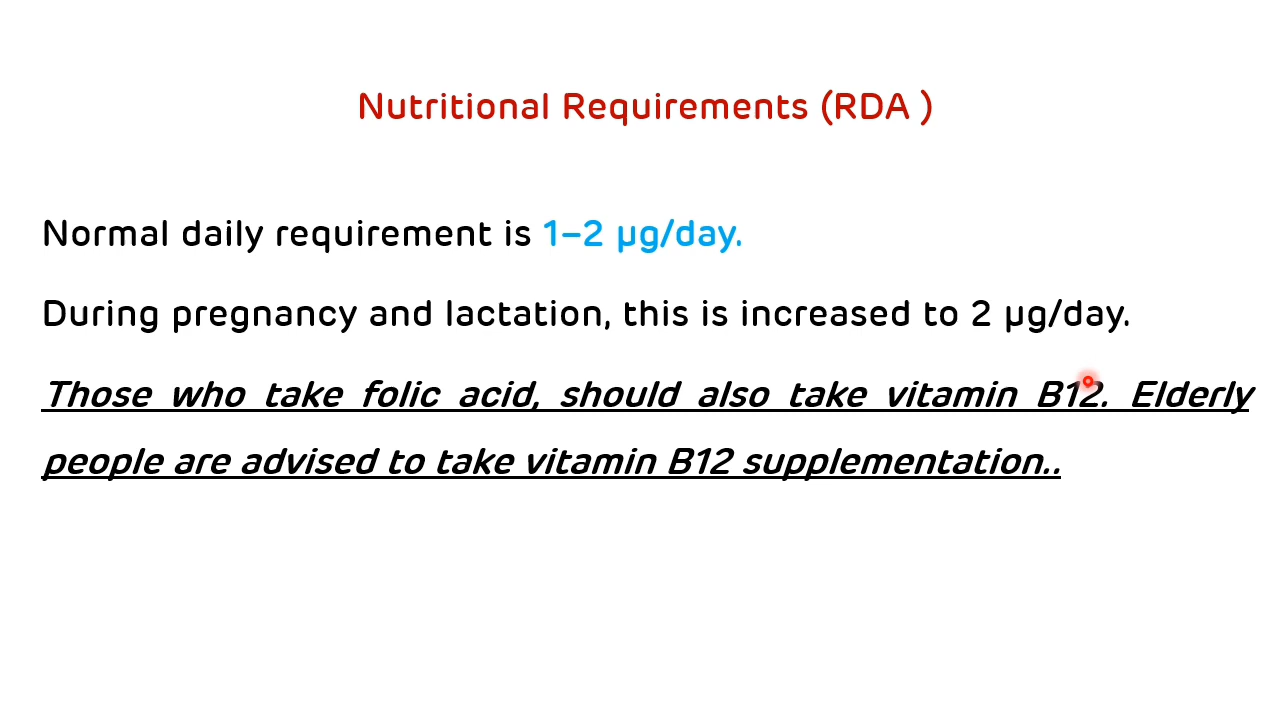 Nutritional Requirements (RDA )
Normal daily requirement is 1–2 µg/day.
During pregnancy and lactation, this is increased to 2 µg/day.
Those who take folic acid, should also take vitamin B12. Elderly
people are advised to take vitamin B12 supplementation..